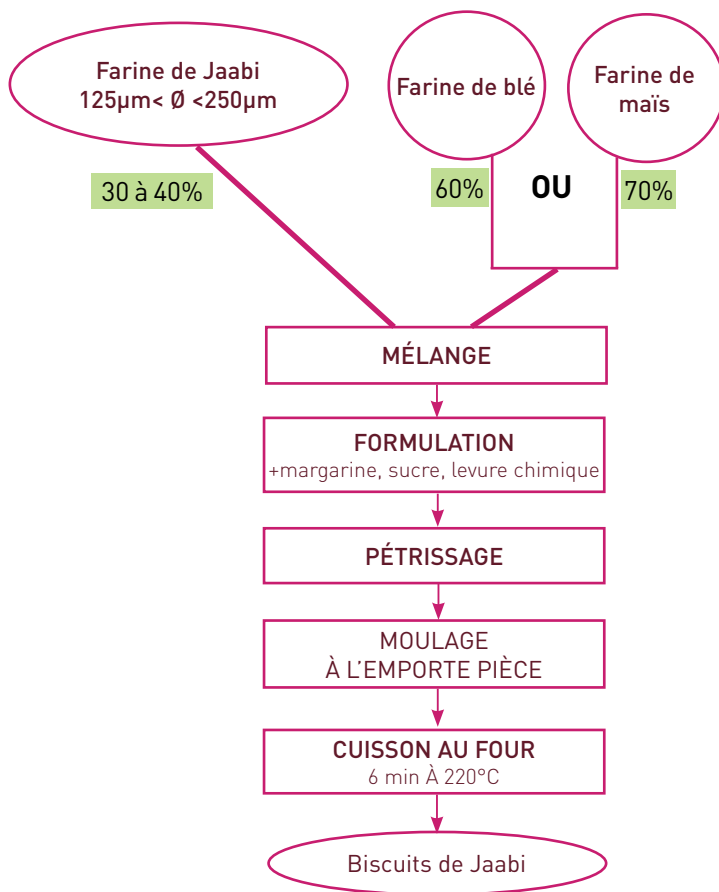 Farine de Jaabi
125µm< Ø <250µm
Farine de blé
Farine de
maïs
30 à 40%
60%
OU
70%
MÉLANGE
FORMULATION
+margarine, sucre, levure chimique
PÉTRISSAGE
MOULAGE
À L’EMPORTE PIÈCE
CUISSON AU FOUR
6 min À 220°C
Biscuits de Jaabi